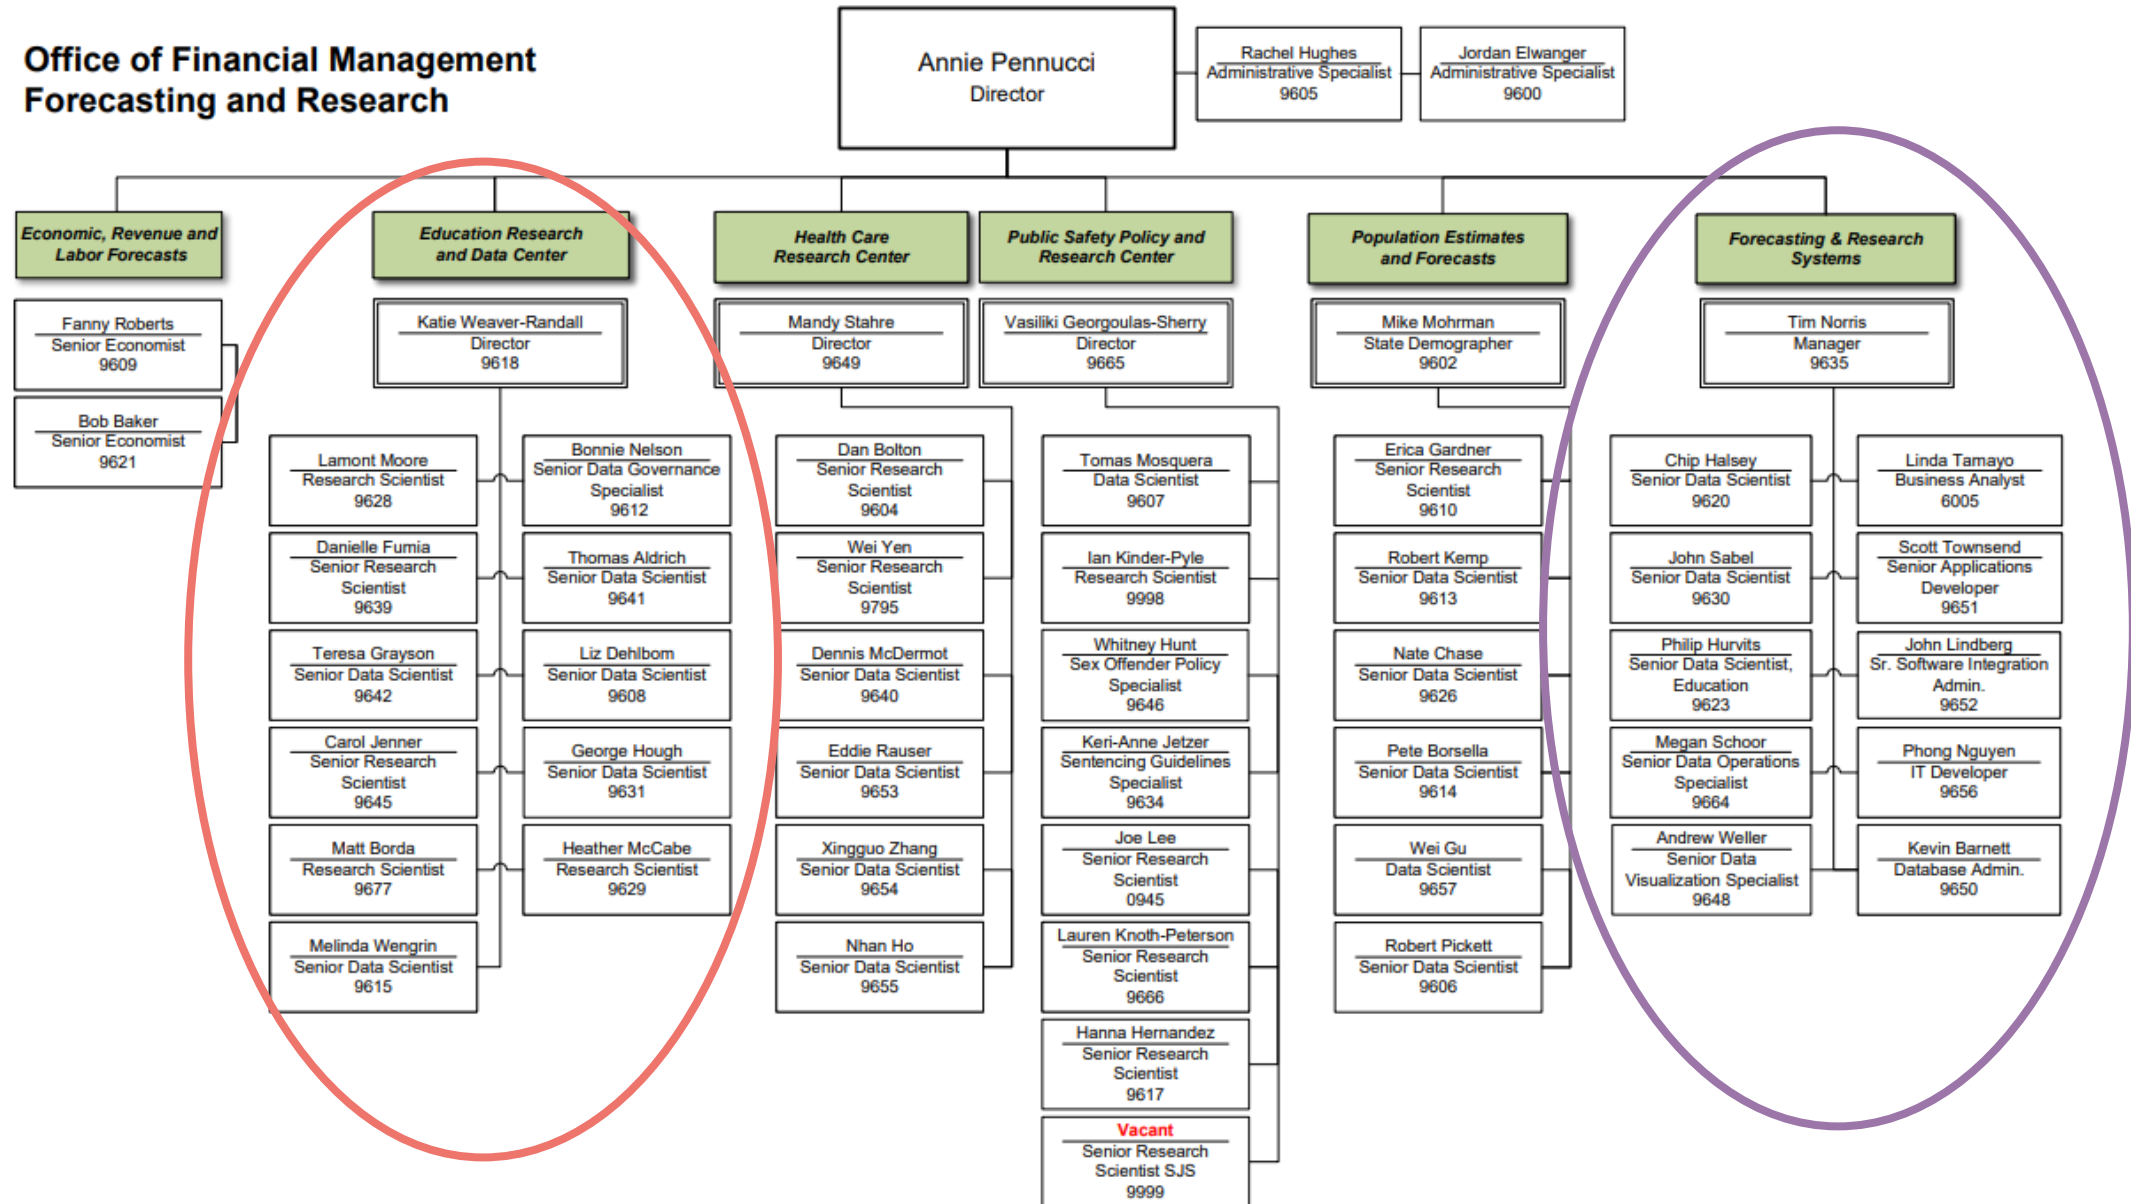 Office of Financial Management
Forecasting and Research
Annie Pennucci
Director
Rachel Hughes
Administrative Specialist
9605
Jordan Elwanger
Administrative Specialist
9600
Economic, Revenue and
Labor Forecasts
Fanny Roberts
Senior Economist
9609
Bob Baker
Senior Economist
9621
Education Research
and Data Center
Katie Weaver-Randall
Director
9618
Lamont Moore
Research Scientist
9628
Bonnie Nelson
Senior Data Governance
Specialist
9612
Danielle Fumia
Senior Research
Scientist
9639
Thomas Aldrich
Senior Data Scientist
9641
Teresa Grayson
Senior Data Scientist
9642
Liz Dehlbom
Senior Data Scientist
9608
Carol Jenner
Senior Research
Scientist
9645
George Hough
Senior Data Scientist
9631
Matt Borda
Research Scientist
9677
Heather McCabe
Research Scientist
9629
Melinda Wengrin
Senior Data Scientist
9615
Health Care
Research Center
Mandy Stahre
Director
9649
Dan Bolton
Senior Research
Scientist
9604
Wei Yen
Senior Research
Scientist
9795
Dennis McDermot
Senior Data Scientist
9640
Eddie Rauser
Senior Data Scientist
9653
Xingguo Zhang
Senior Data Scientist
9654
Nhan Ho
Senior Data Scientist
9655
Public Safety Policy and
Research Center
Vasiliki Georgoulas-Sherry
Director
9665
Tomas Mosquera
Data Scientist
9607
Ian Kinder-Pyle
Research Scientist
9998
Whitney Hunt
Sex Offender Policy
Specialist
9646
Keri-Anne Jetzer
Sentencing Guidelines
Specialist
9634
Joe Lee
Senior Research
Scientist
0945
Lauren Knoth-Peterson
Senior Research
Scientist
9666
Hanna Hernandez
Senior Research
Scientist
9617
Vacant
Senior Research
Scientist SJS
9999
Population Estimates
and Forecasts
Mike Mohrman
State Demographer
9602
Erica Gardner
Senior Research
Scientist
9610
Robert Kemp
Senior Data Scientist
9613
Nate Chase
Senior Data Scientist
9626
Pete Borsella
Senior Data Scientist
9614
Wei Gu
Data Scientist
9657
Robert Pickett
Senior Data Scientist
9606
Forecasting & Research
Systems
Tim Norris
Manager
9635
Chip Halsey
Senior Data Scientist
9620
Linda Tamayo
Business Analyst
6005
John Sabel
Senior Data Scientist
9630
Scott Townsend
Senior Applications
Developer
9651
Philip Hurvits
Senior Data Scientist,
Education
9623
John Lindberg
Sr. Software Integration
Admin.
9652
Megan Schoor
Senior Data Operations
Specialist
9664
Phong Nguyen
IT Developer
9656
Andrew Weller
Senior Data
Visualization Specialist
9648
Kevin Barnett
Database Admin.
9650